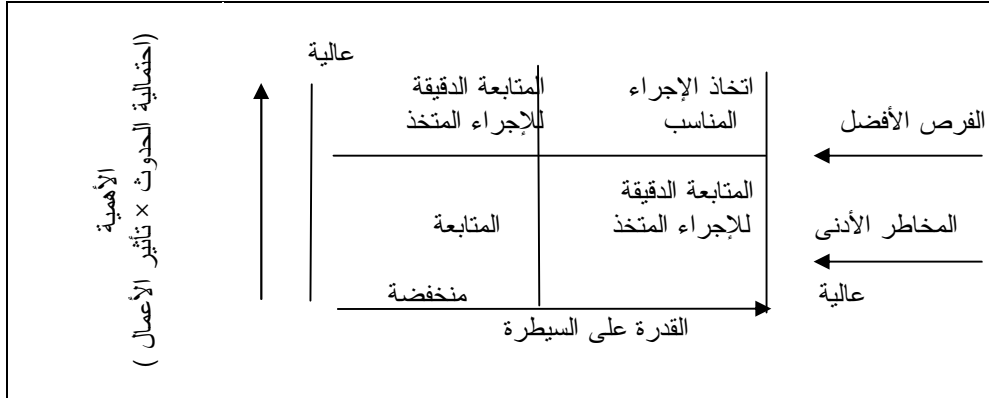 عالية
اتخاذ الإجراء
المناسب
المتابعة الدقيقة
للإجراء المتخذ
الفرص الأفضل
المتابعة الدقيقة
للإجراء المتخذ
المتابعة
المخاطر الأدنى
عالية
منخفضة
القدرة على السيطرة
الأهمية
(احتمالية الحدوث × تأثير الأعمال )